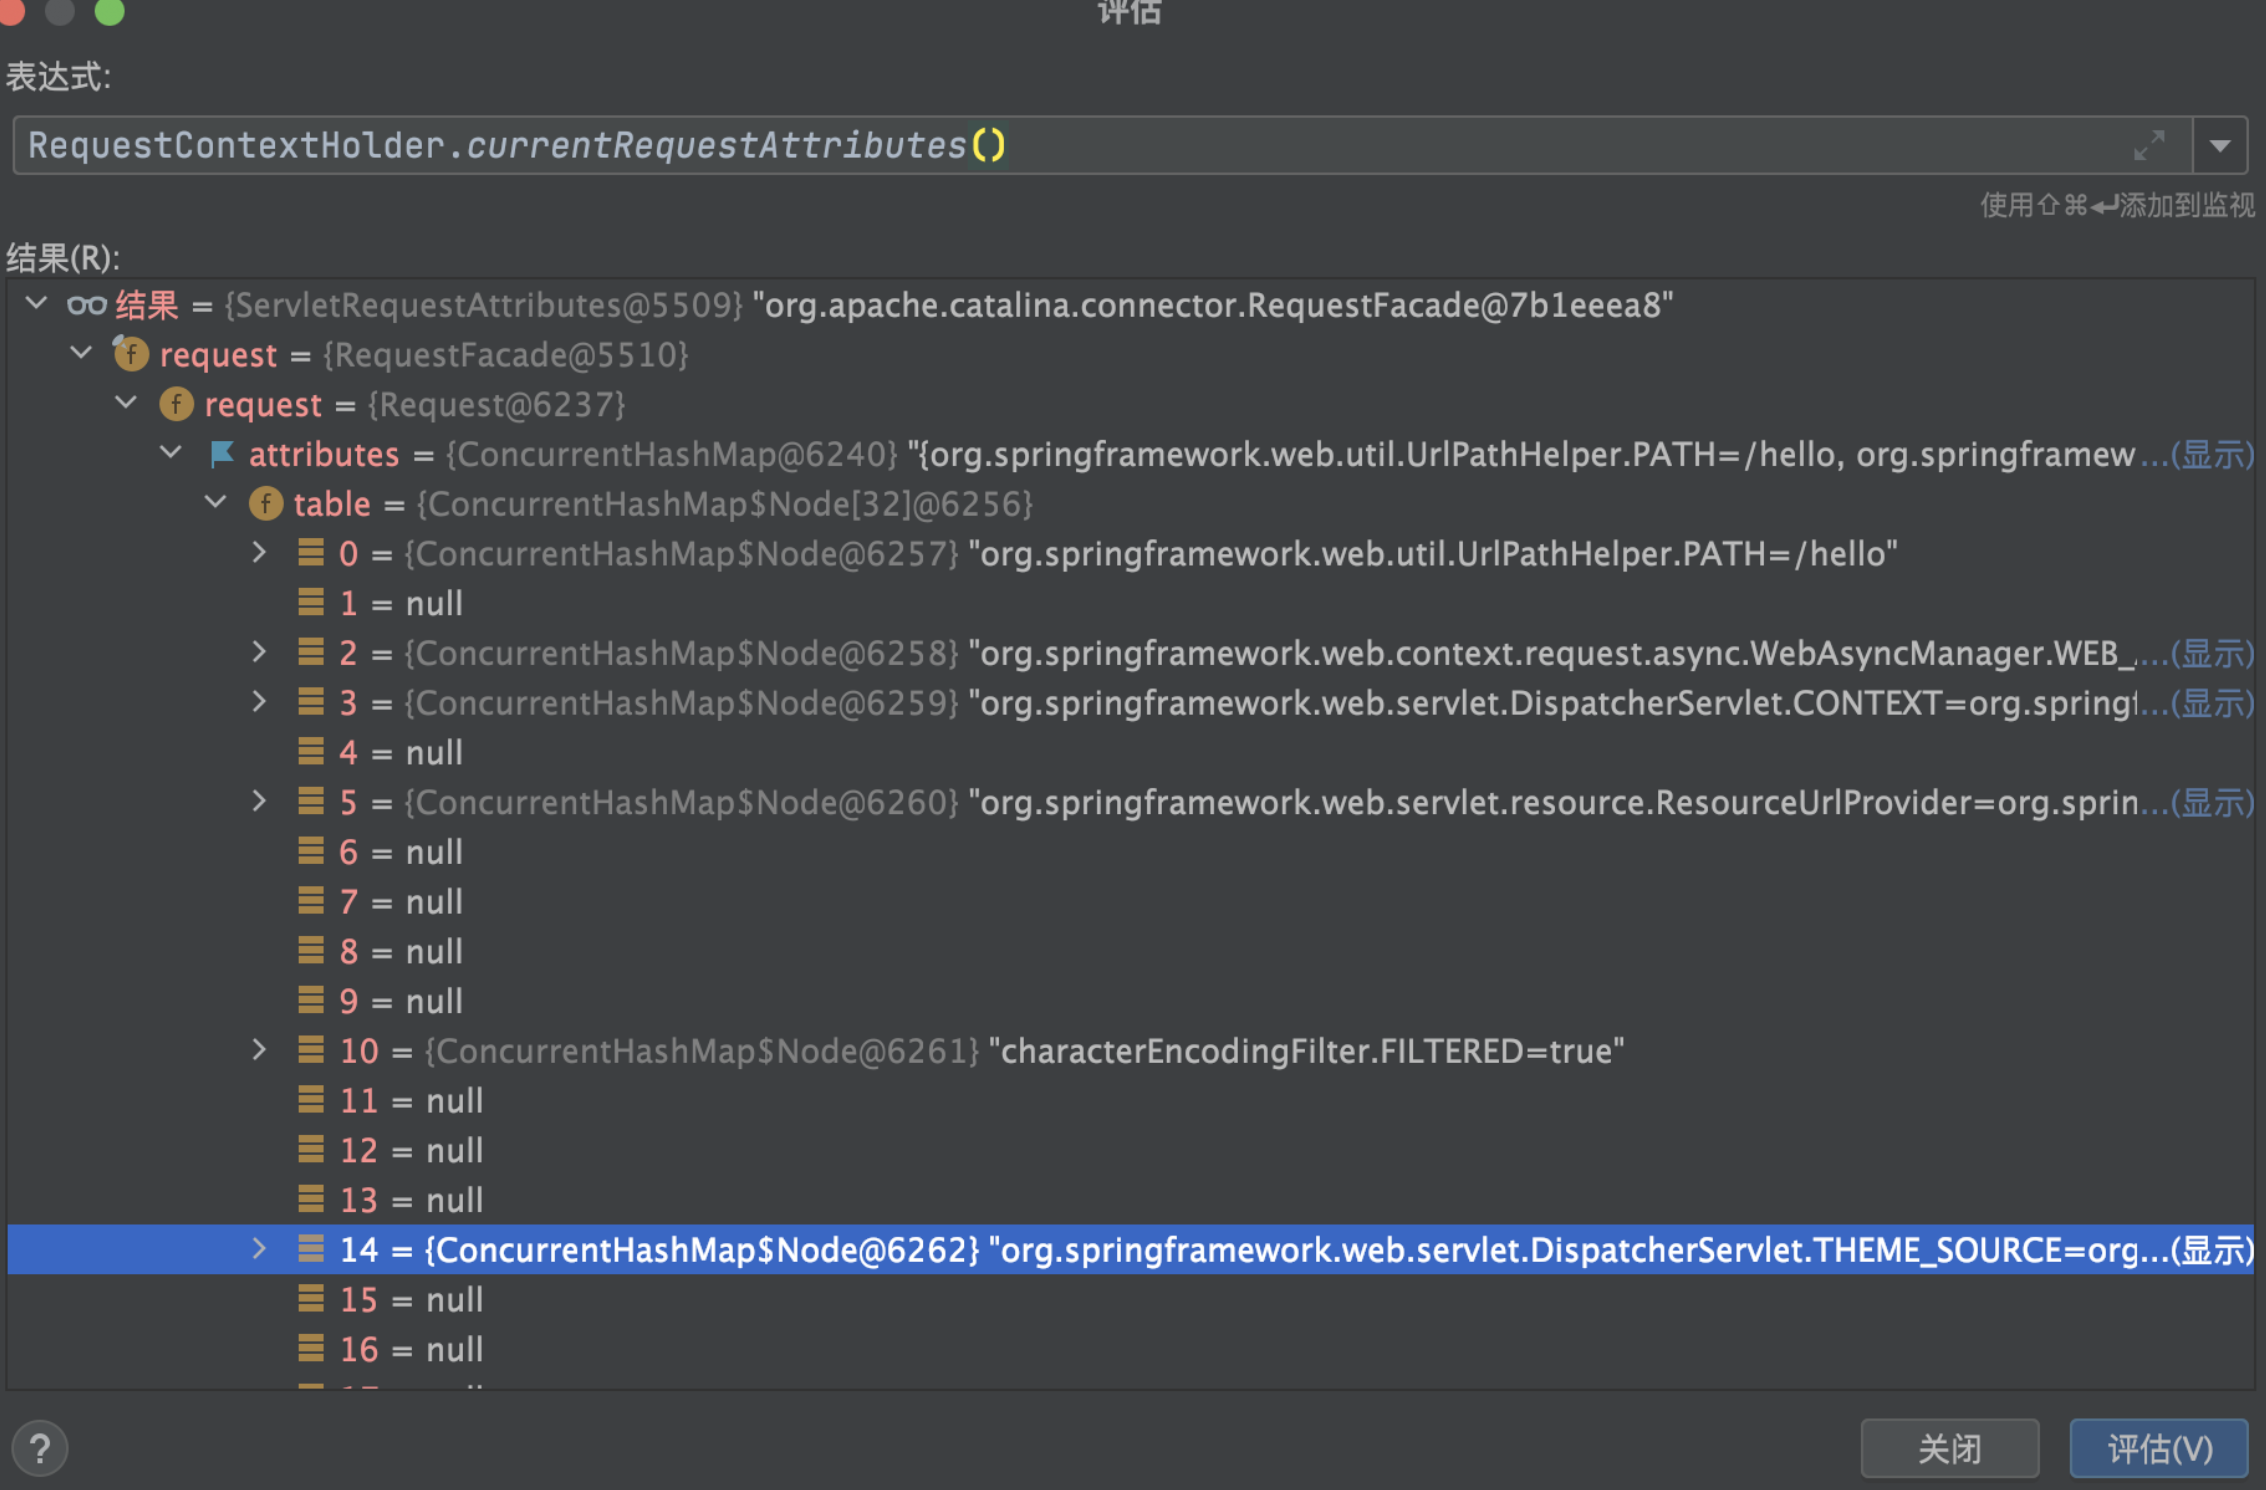 评估
表达式:
RequestContextHolder.currentRequestAttributes()
使用⇧⌘↩添加到监视
结果(R):
结果 = {ServletRequestAttributes@5509} "org.apache.catalina.connector.RequestFacade@7b1eeea8"
f request = {RequestFacade@5510}
f request = {Request@6237}
attributes = {ConcurrentHashMap@6240} "{org.springframework.web.util.UrlPathHelper.PATH=/hello, org.springframew...(显示)
f table = {ConcurrentHashMap$Node[32]@6256}
0 = {ConcurrentHashMap$Node@6257} "org.springframework.web.util.UrlPathHelper.PATH=/hello"
1 = null
2 = {ConcurrentHashMap$Node@6258} "org.springframework.web.context.request.async.WebAsyncManager.WEB_...(显示)
3 = {ConcurrentHashMap$Node@6259} "org.springframework.web.servlet.DispatcherServlet.CONTEXT=org.spring...(显示)
4 = null
5 = {ConcurrentHashMap$Node@6260} "org.springframework.web.servlet.resource.ResourceUrlProvider=org.sprin...(显示)
6 = null
7 = null
8 = null
9 = null
10 = {ConcurrentHashMap$Node@6261} "characterEncodingFilter.FILTERED=true"
11 = null
12 = null
13 = null
14 = {ConcurrentHashMap$Node@6262} "org.springframework.web.servlet.DispatcherServlet.THEME_SOURCE=org...(显示)
15 = null
16 = null
?
关闭
评估(V)